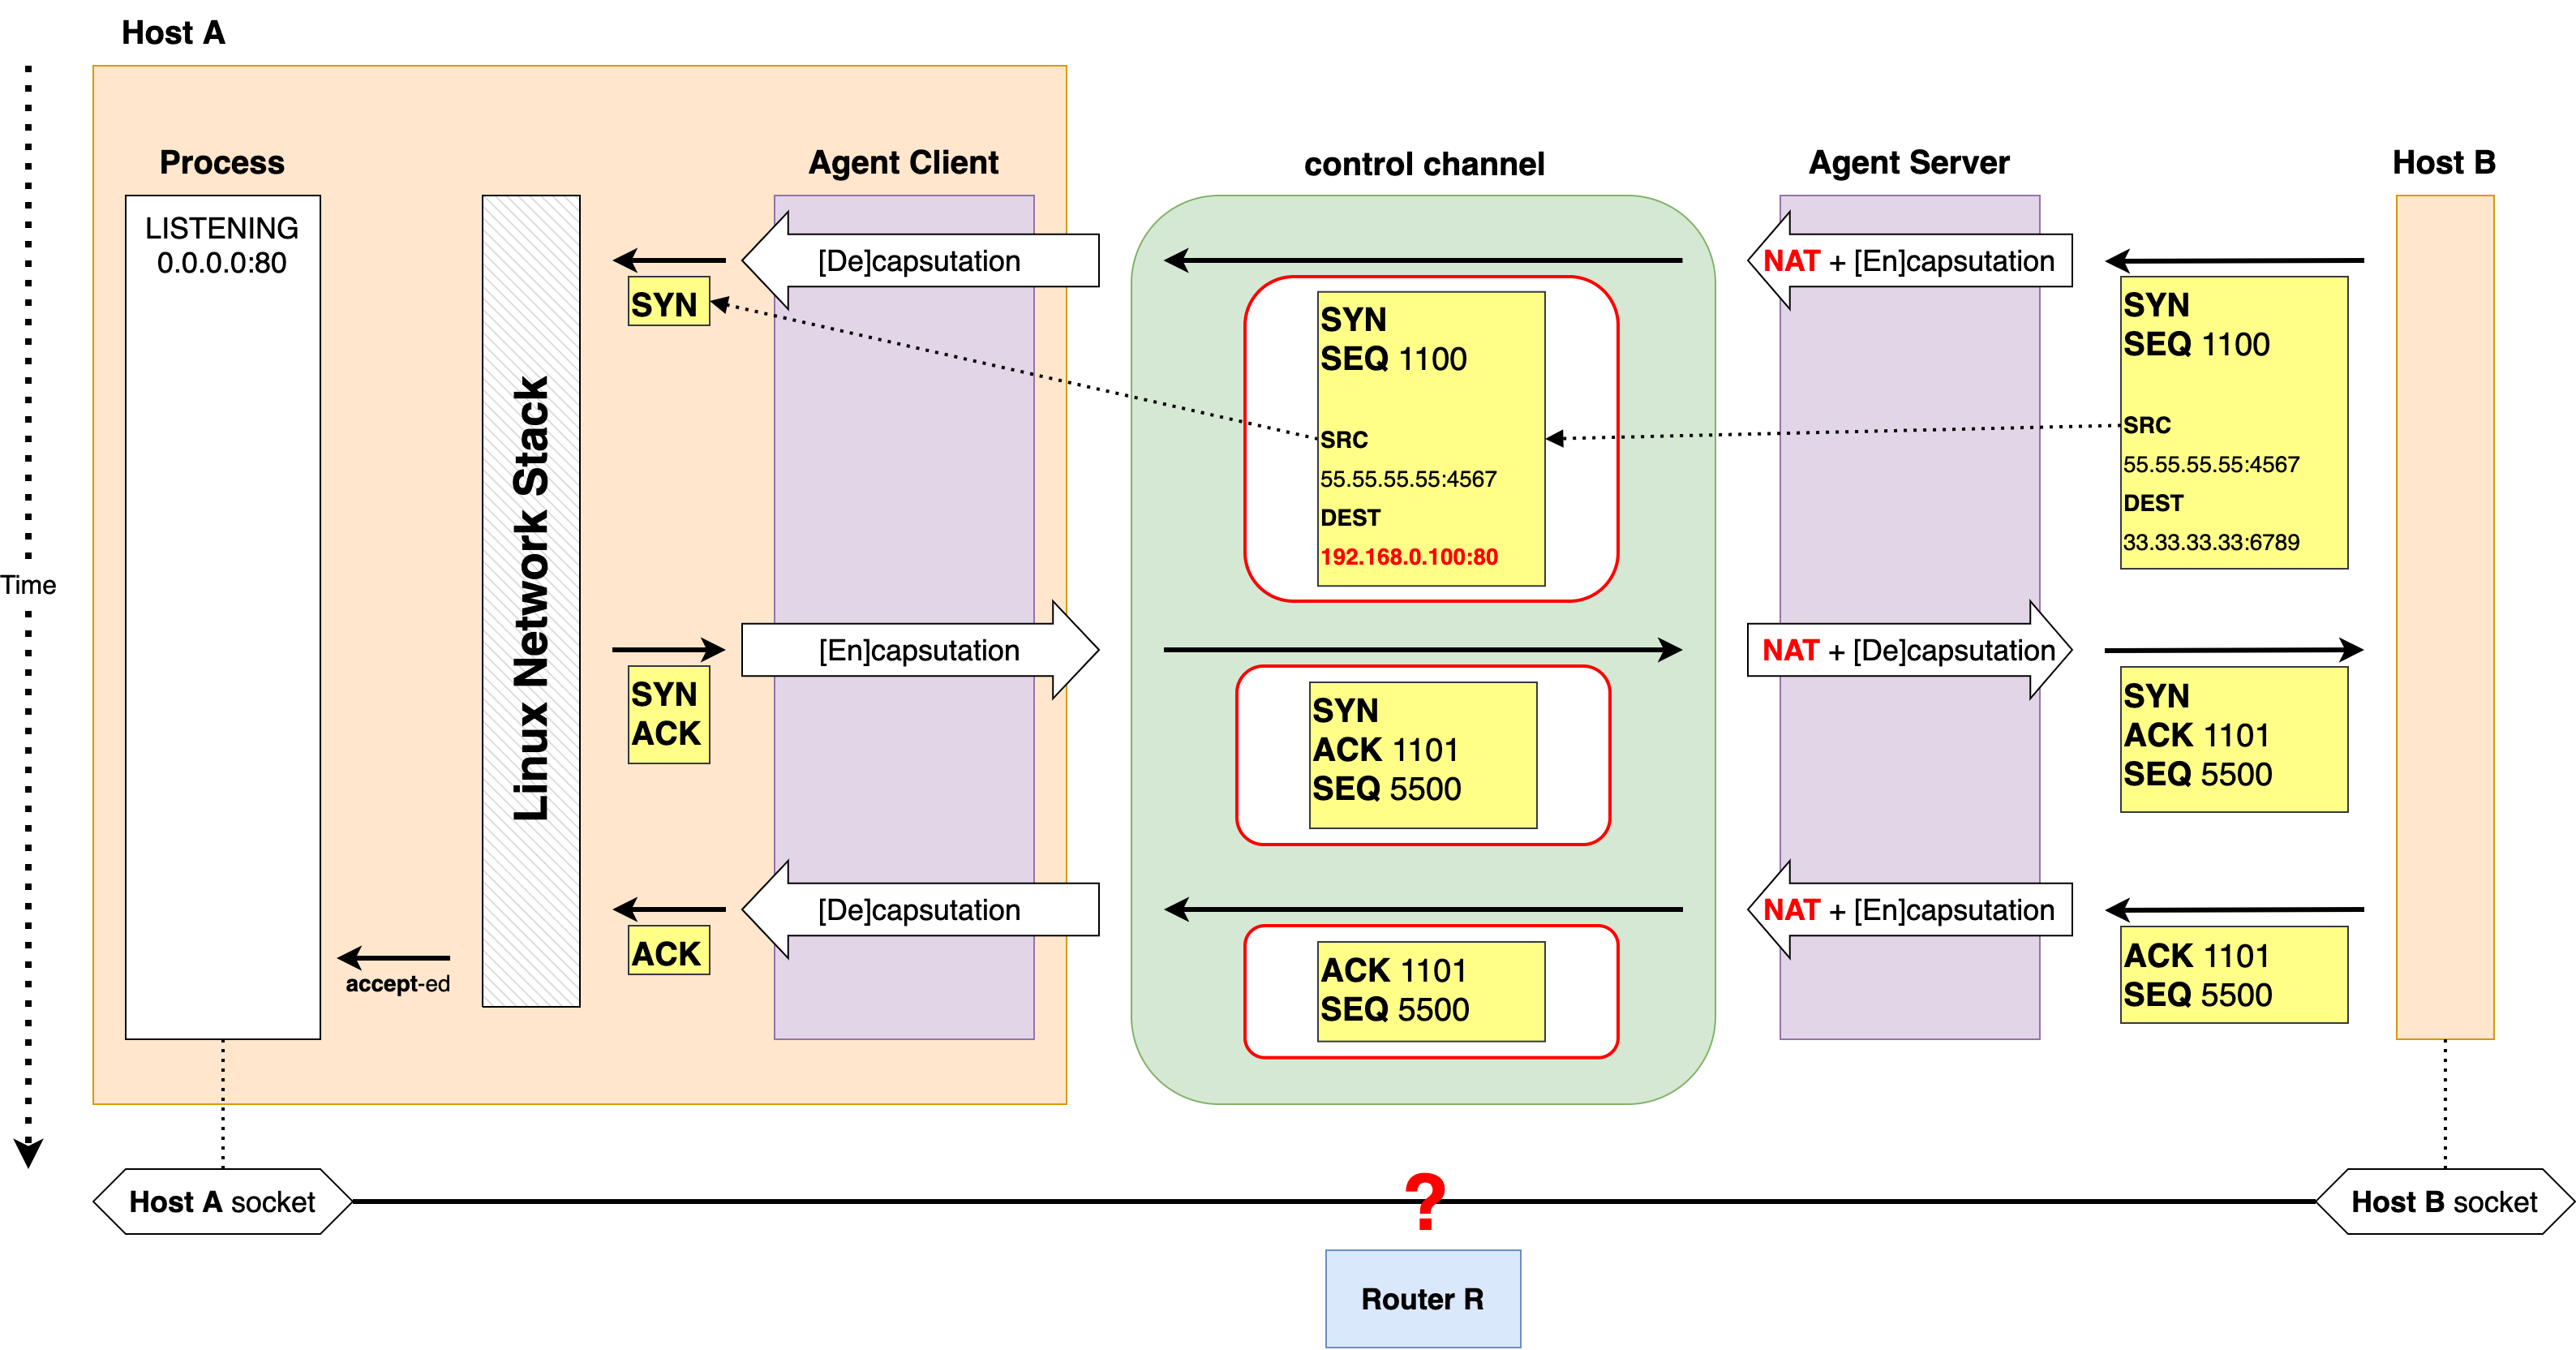 Host A
Process
Agent Client
control channel
Agent Server
Host B
LISTENING
0.0.0.0:80
Linux Network Stack
Time
[De]capsutation
NAT + [En]capsutation
SYN
SYN
SEQ 1100
SRC
55.55.55.55:4567
DEST
192.168.0.100:80
SYN
SEQ 1100
SRC
55.55.55.55:4567
DEST
33.33.33.33:6789
[En]capsutation
NAT + [De]capsutation
SYN
ACK
SYN
ACK 1101
SEQ 5500
SYN
ACK 1101
SEQ 5500
[De]capsutation
NAT + [En]capsutation
ACK
accept-ed
ACK 1101
SEQ 5500
ACK 1101
SEQ 5500
Host A socket
?
Host B socket
Router R